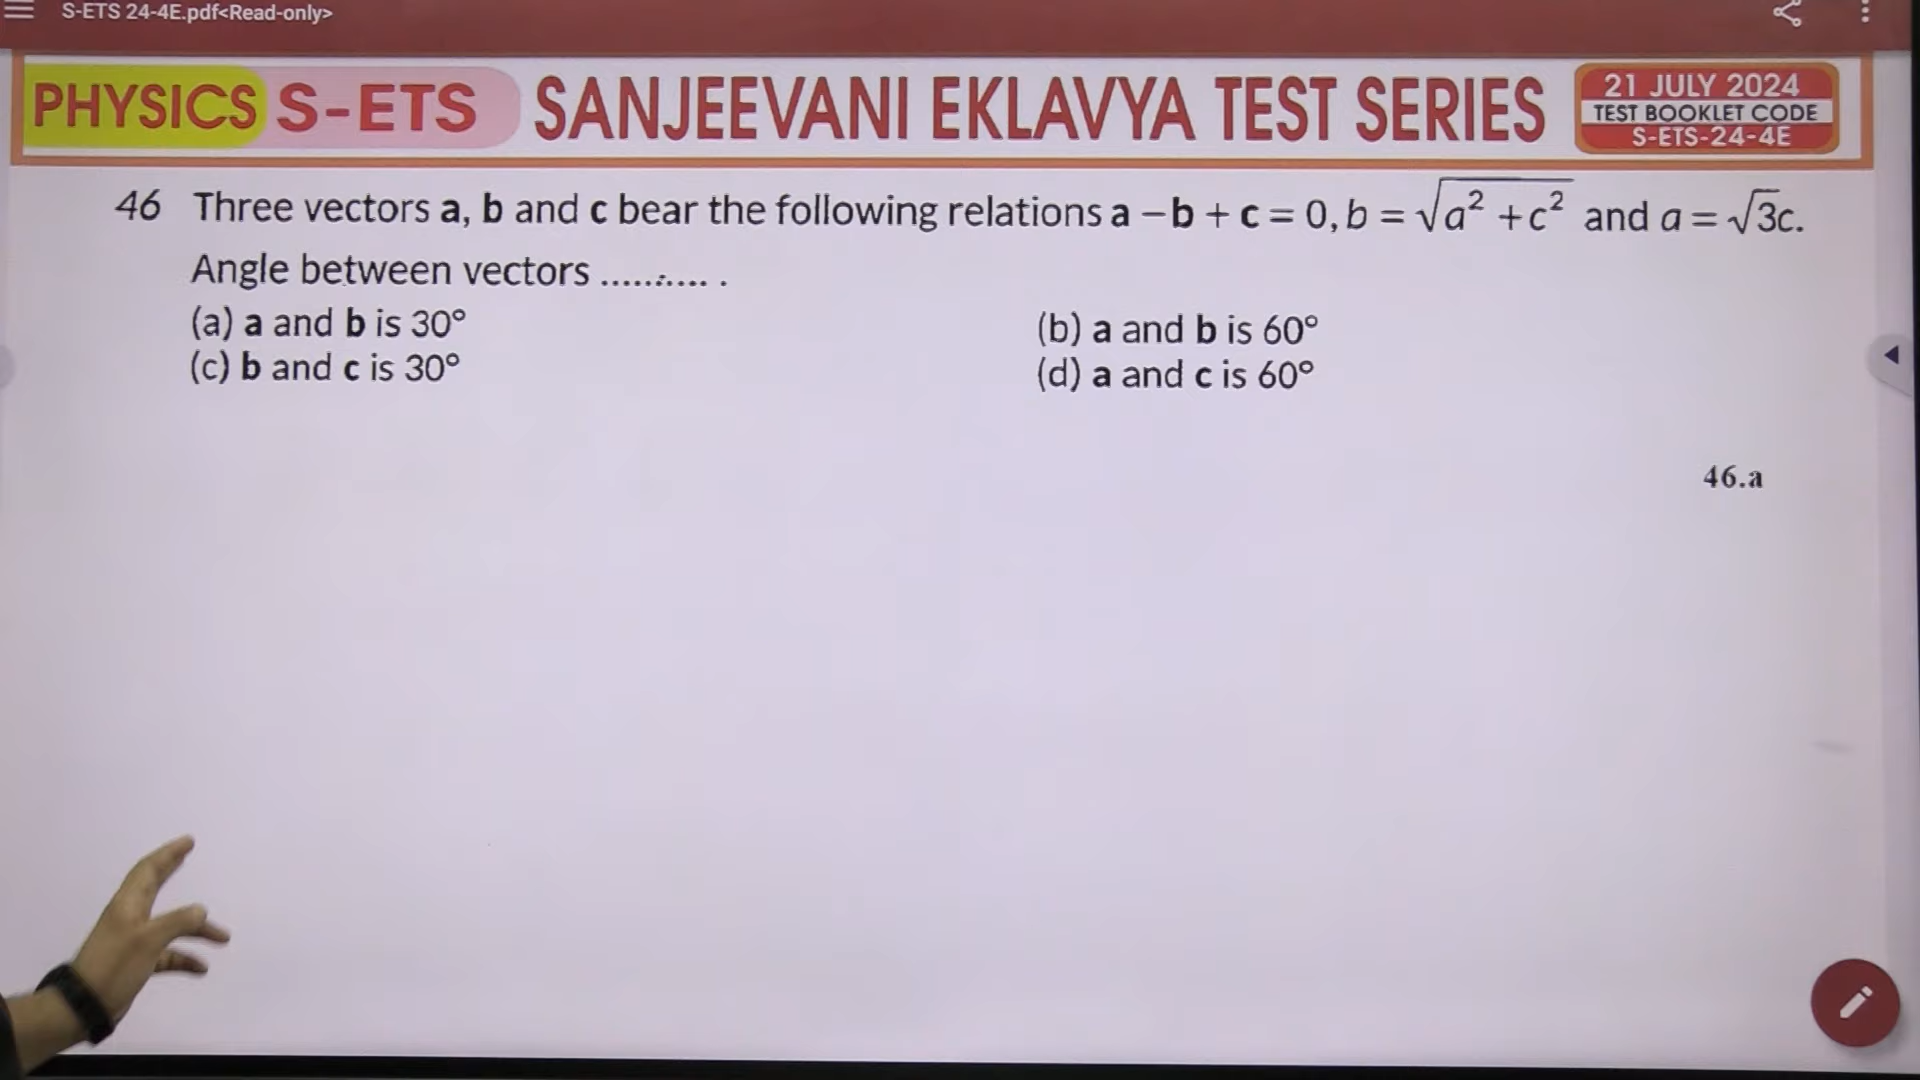 S-ETS 24-4E.pdf<Read-only>
PHYSICS S-ETS SANJEEVANI EKLAVYA TEST SERIES
21 JULY 2024
TEST BOOKLET CODE
S-ETS-24-4E
46 Three vectors a, b and c bear the following relations a − b + c = 0, b = √a² + c² and a = √3c.
Angle between vectors .......... .
(a) a and b is 30°
(b) a and b is 60°
(c) b and c is 30°
(d) a and c is 60°
46.a